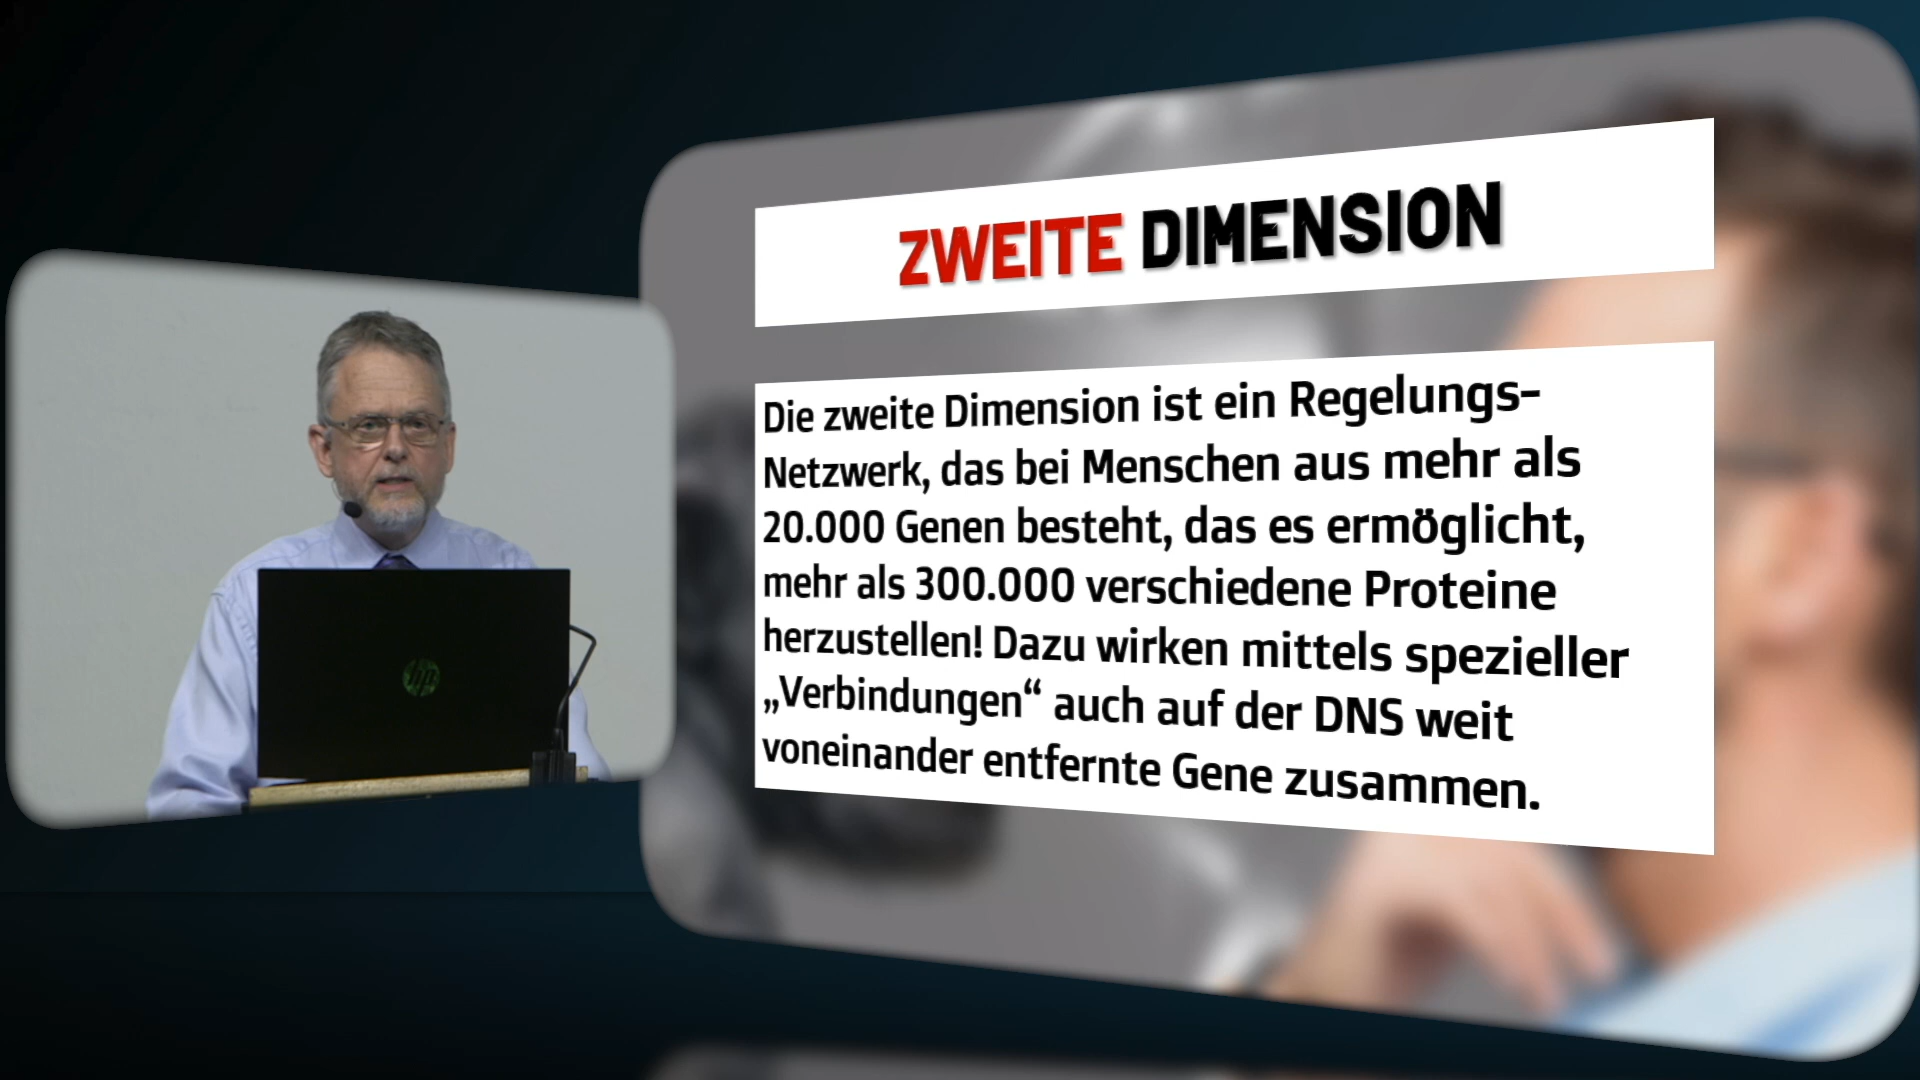 ZWEITE DIMENSION
Die zweite Dimension ist ein Regelungs-
Netzwerk, das bei Menschen aus mehr als
20.000 Genen besteht, das es ermöglicht,
mehr als 300.000 verschiedene Proteine
herzustellen! Dazu wirken mittels spezieller
„Verbindungen“ auch auf der DNS weit
voneinander entfernte Gene zusammen.
hp